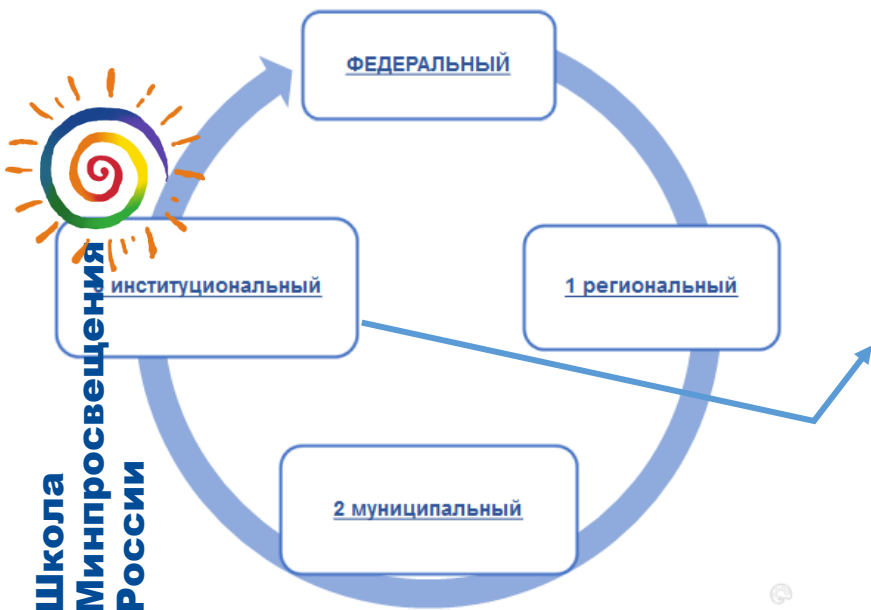 ФЕДЕРАЛЬНЫЙ
институциональный
1 региональный
2 муниципальный
Школа
Минпросвещения
России